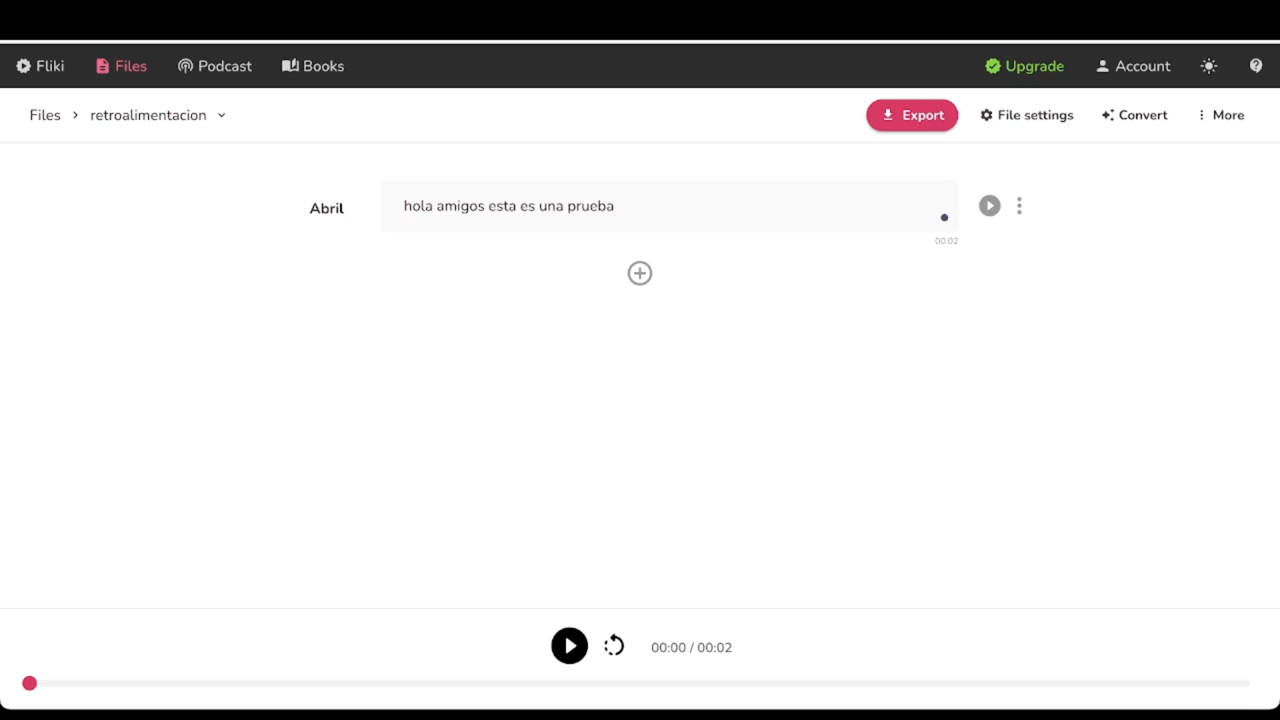 Fliki Files Podcast Books Upgrade Account
Files > retroalimentacion Export File settings Convert More
Abril hola amigos esta es una prueba
00:02
00:00 / 00:02